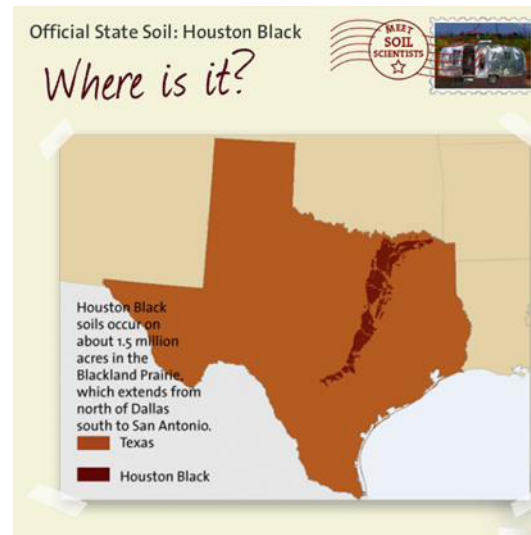 Official State Soil: Houston Black
MEET
SOIL
SCIENTISTS
Where is it?
Houston Black
soils occur on
about 1.5 million
acres in the
Blackland Prairie,
which extends from
north of Dallas
south to San Antonio.
Texas
Houston Black